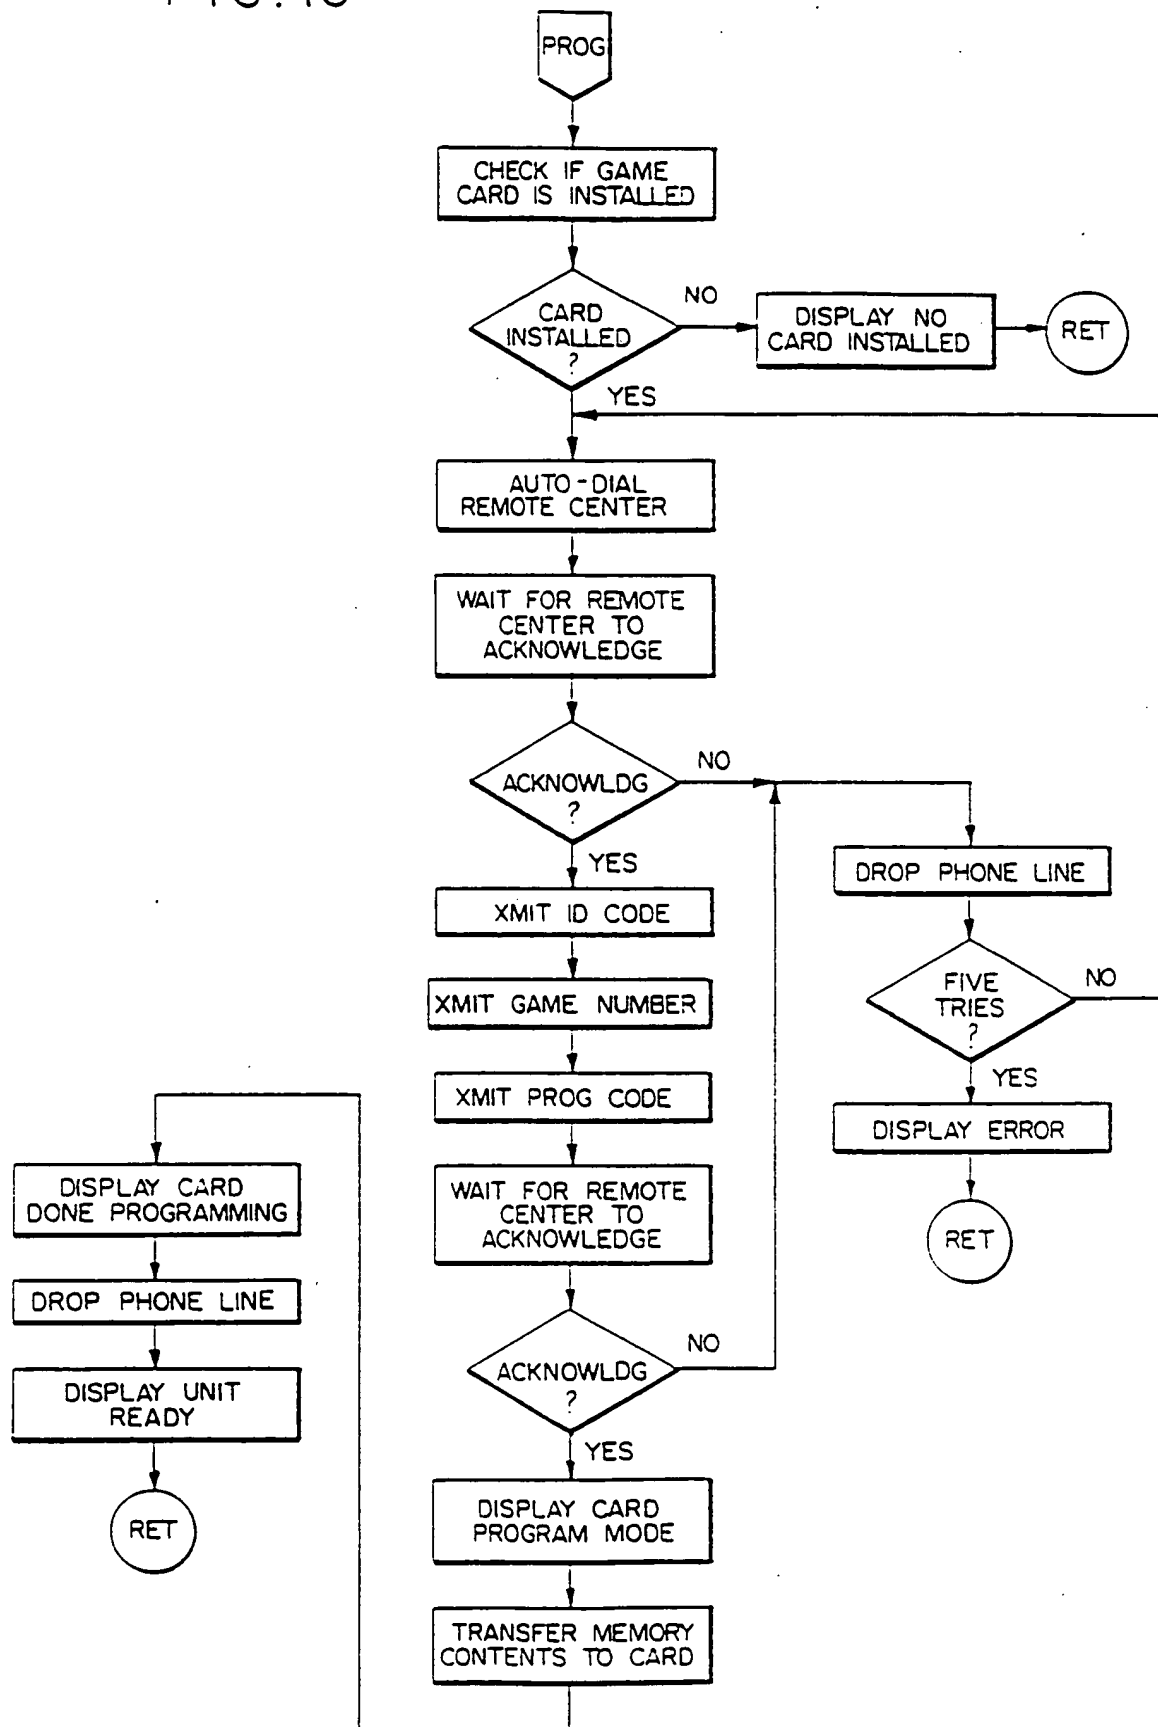 PROG
CHECK IF GAME
CARD IS INSTALLED
CARD
INSTALLED
?
NO
DISPLAY NO
CARD INSTALLED
RET
YES
AUTO-DIAL
REMOTE CENTER
WAIT FOR REMOTE
CENTER TO
ACKNOWLEDGE
ACKNOWLDG
?
NO
YES
XMIT ID CODE
XMIT GAME NUMBER
XMIT PROG CODE
WAIT FOR REMOTE
CENTER TO
ACKNOWLEDGE
ACKNOWLDG
?
NO
YES
DISPLAY CARD
PROGRAM MODE
TRANSFER MEMORY
CONTENTS TO CARD
DROP PHONE LINE
FIVE
TRIES
?
NO
YES
DISPLAY ERROR
RET
DISPLAY CARD
DONE PROGRAMMING
DROP PHONE LINE
DISPLAY UNIT
READY
RET